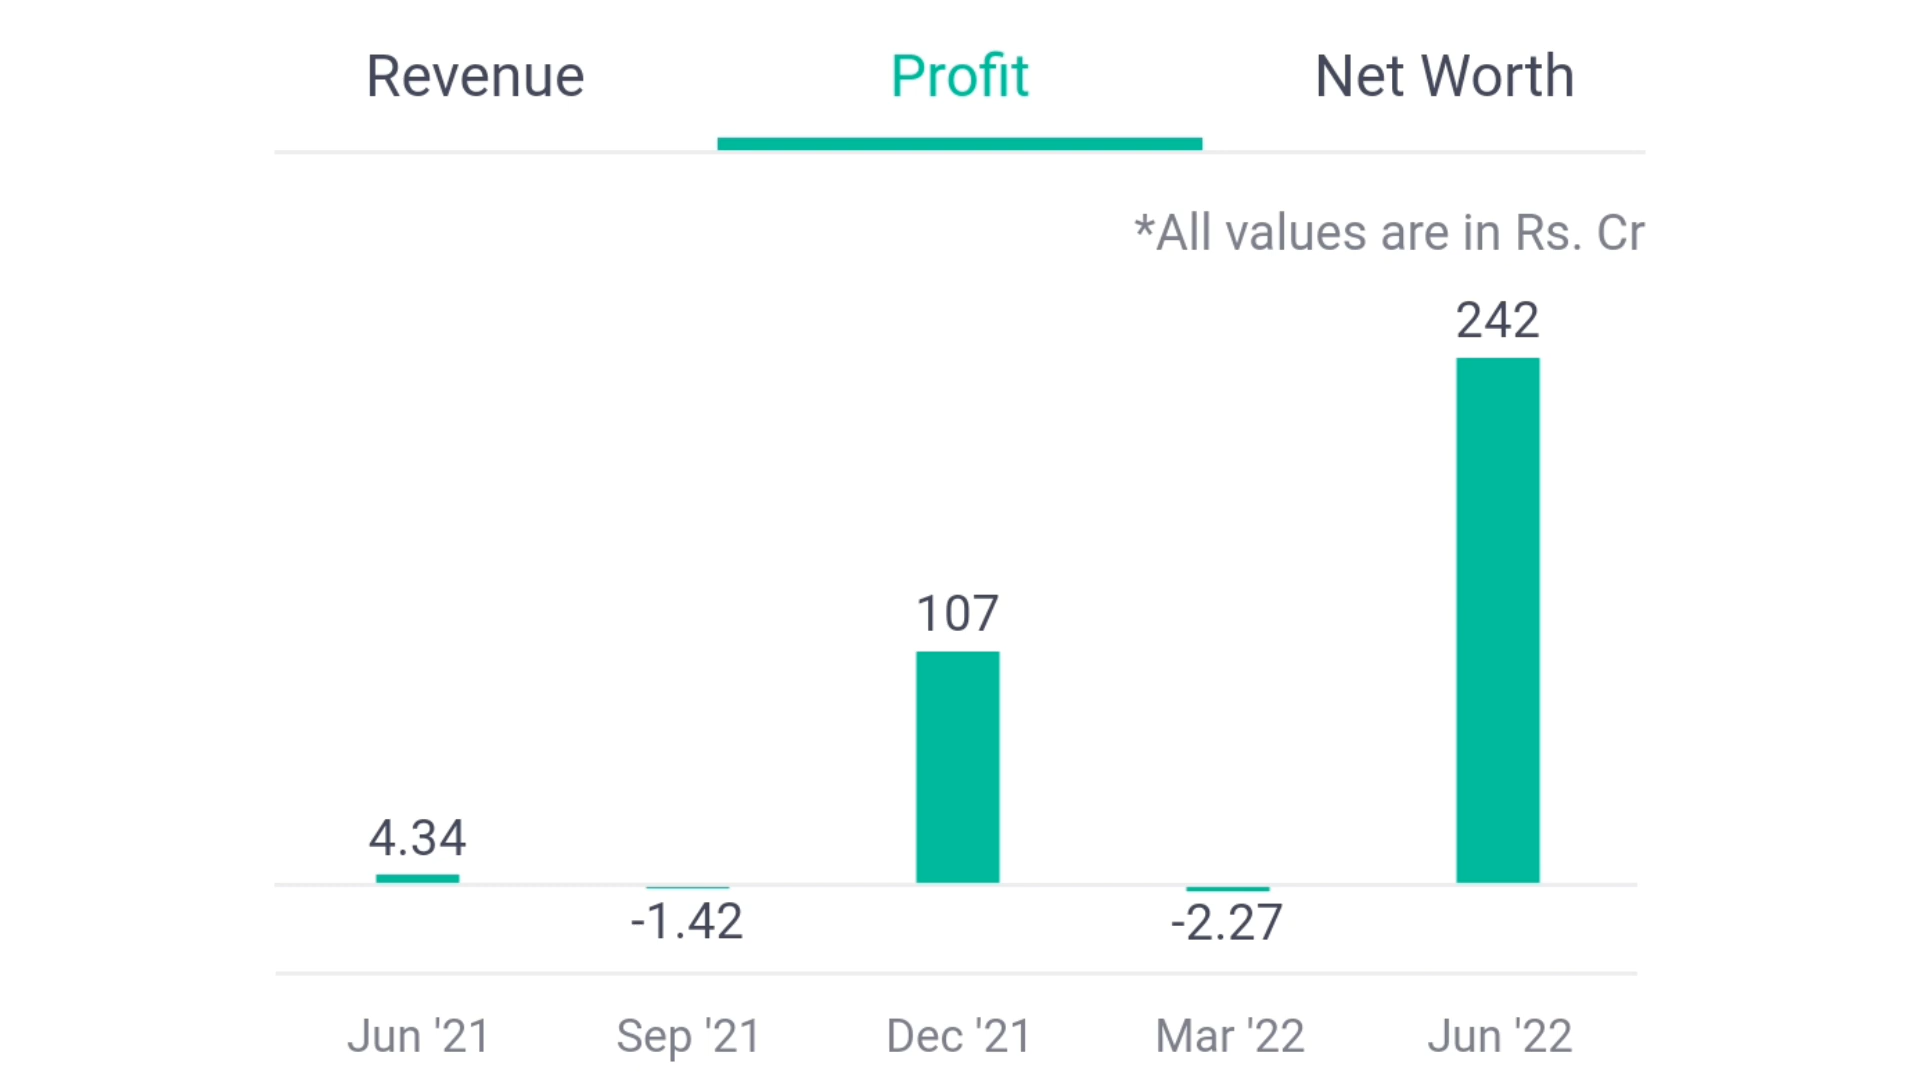 Revenue Profit Net Worth
*All values are in Rs. Cr
242
107
4.34
-1.42
-2.27
Jun '21 Sep '21 Dec '21 Mar '22 Jun '22